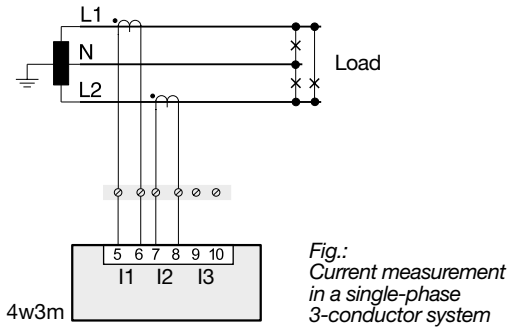 L1
N
L2
Load
5 6 7 8 9 10
I1 I2 I3
4w3m
Fig.:
Current measurement
in a single-phase
3-conductor system